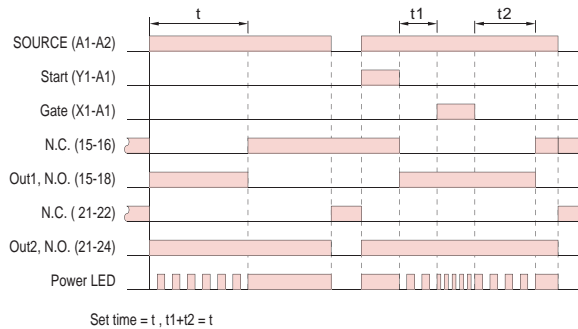 t t1 t2
SOURCE (A1-A2)
Start (Y1-A1)
Gate (X1-A1)
N.C. (15-16)
Out1, N.O. (15-18)
N.C. ( 21-22)
Out2, N.O. (21-24)
Power LED
Set time = t , t1+t2 = t